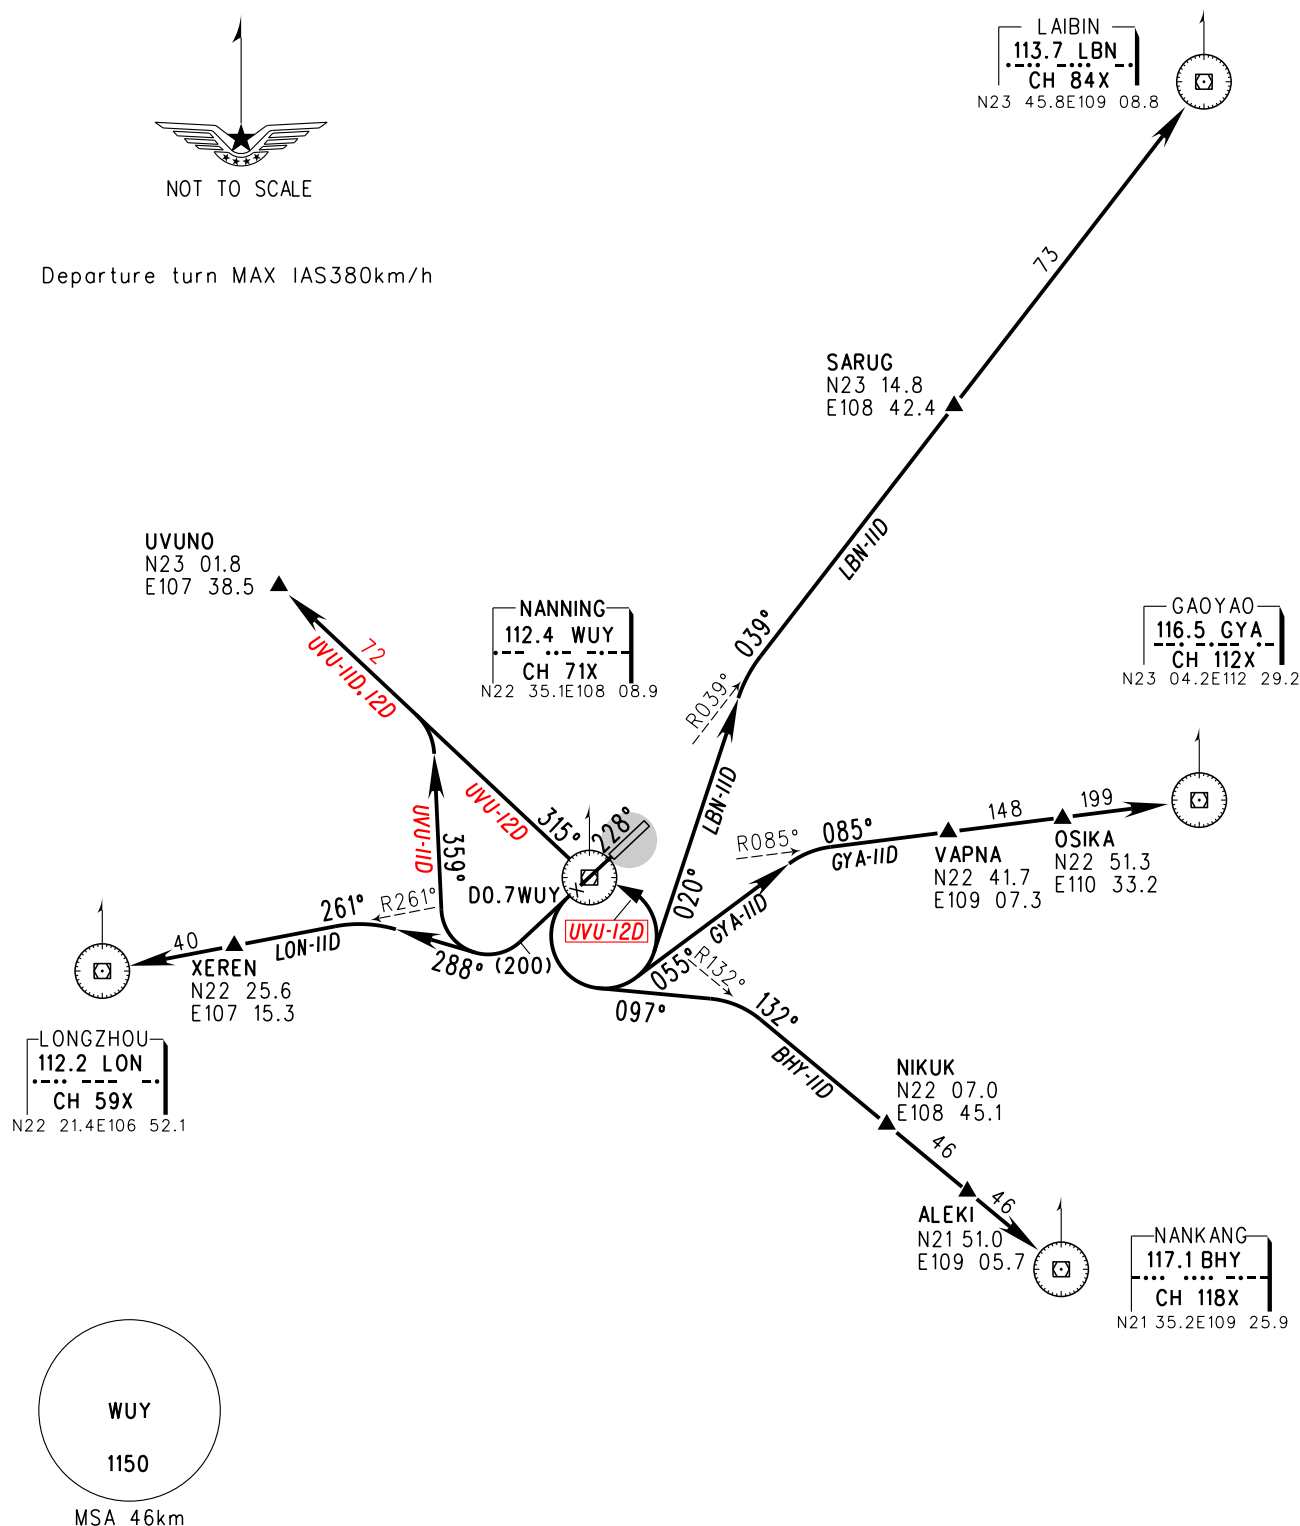 NOT TO SCALE
Departure turn MAX IAS380km/h
LAIBIN
113.7 LBN
CH 84X
N23 45.8E109 08.8
73
SARUG
N23 14.8
E108 42.4
LBN-11D
039°
R039°
LBN-11D
020°
UVUNO
N23 01.8
E107 38.5
72
UVU-11D,12D
UVU-12D
315°
UVU-11D
359°
NANNING
112.4 WUY
CH 71X
N22 35.1E108 08.9
228°
D0.7WUY
UVU-12D
GAOYAO
116.5 GYA
CH 112X
N23 04.2E112 29.2
R085°
085°
GYA-11D
148
199
VAPNA
N22 41.7
E109 07.3
OSIKA
N22 51.3
E110 33.2
GYA-11D
055°
R261°
261°
LON-11D
40
288°
(200)
XEREN
N22 25.6
E107 15.3
LONGZHOU
112.2 LON
CH 59X
N22 21.4E106 52.1
R132°
097°
132°
BHY-11D
NIKUK
N22 07.0
E108 45.1
46
46
ALEKI
N21 51.0
E109 05.7
NANKANG
117.1 BHY
CH 118X
N21 35.2E109 25.9
WUY
1150
MSA 46km